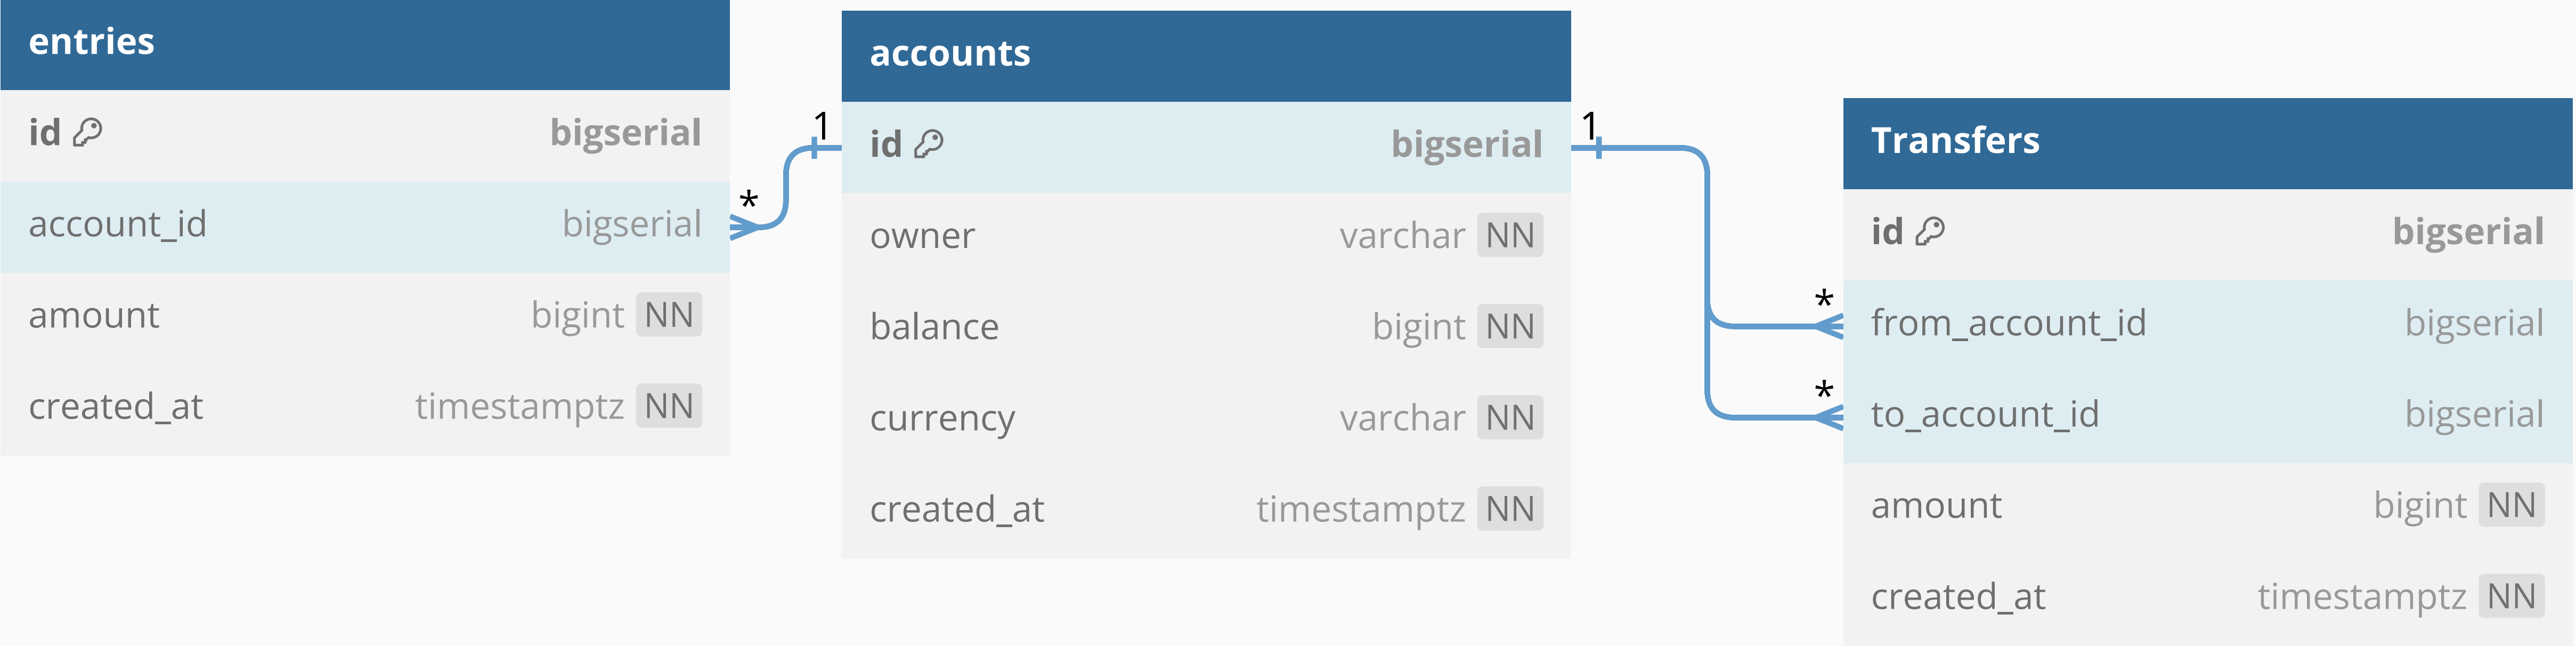 entries
id bigserial
account_id bigserial
amount bigint NN
created_at timestamptz NN
1
*
accounts
id bigserial
owner varchar NN
balance bigint NN
currency varchar NN
created_at timestamptz NN
1
*
*
Transfers
id bigserial
from_account_id bigserial
to_account_id bigserial
amount bigint NN
created_at timestamptz NN